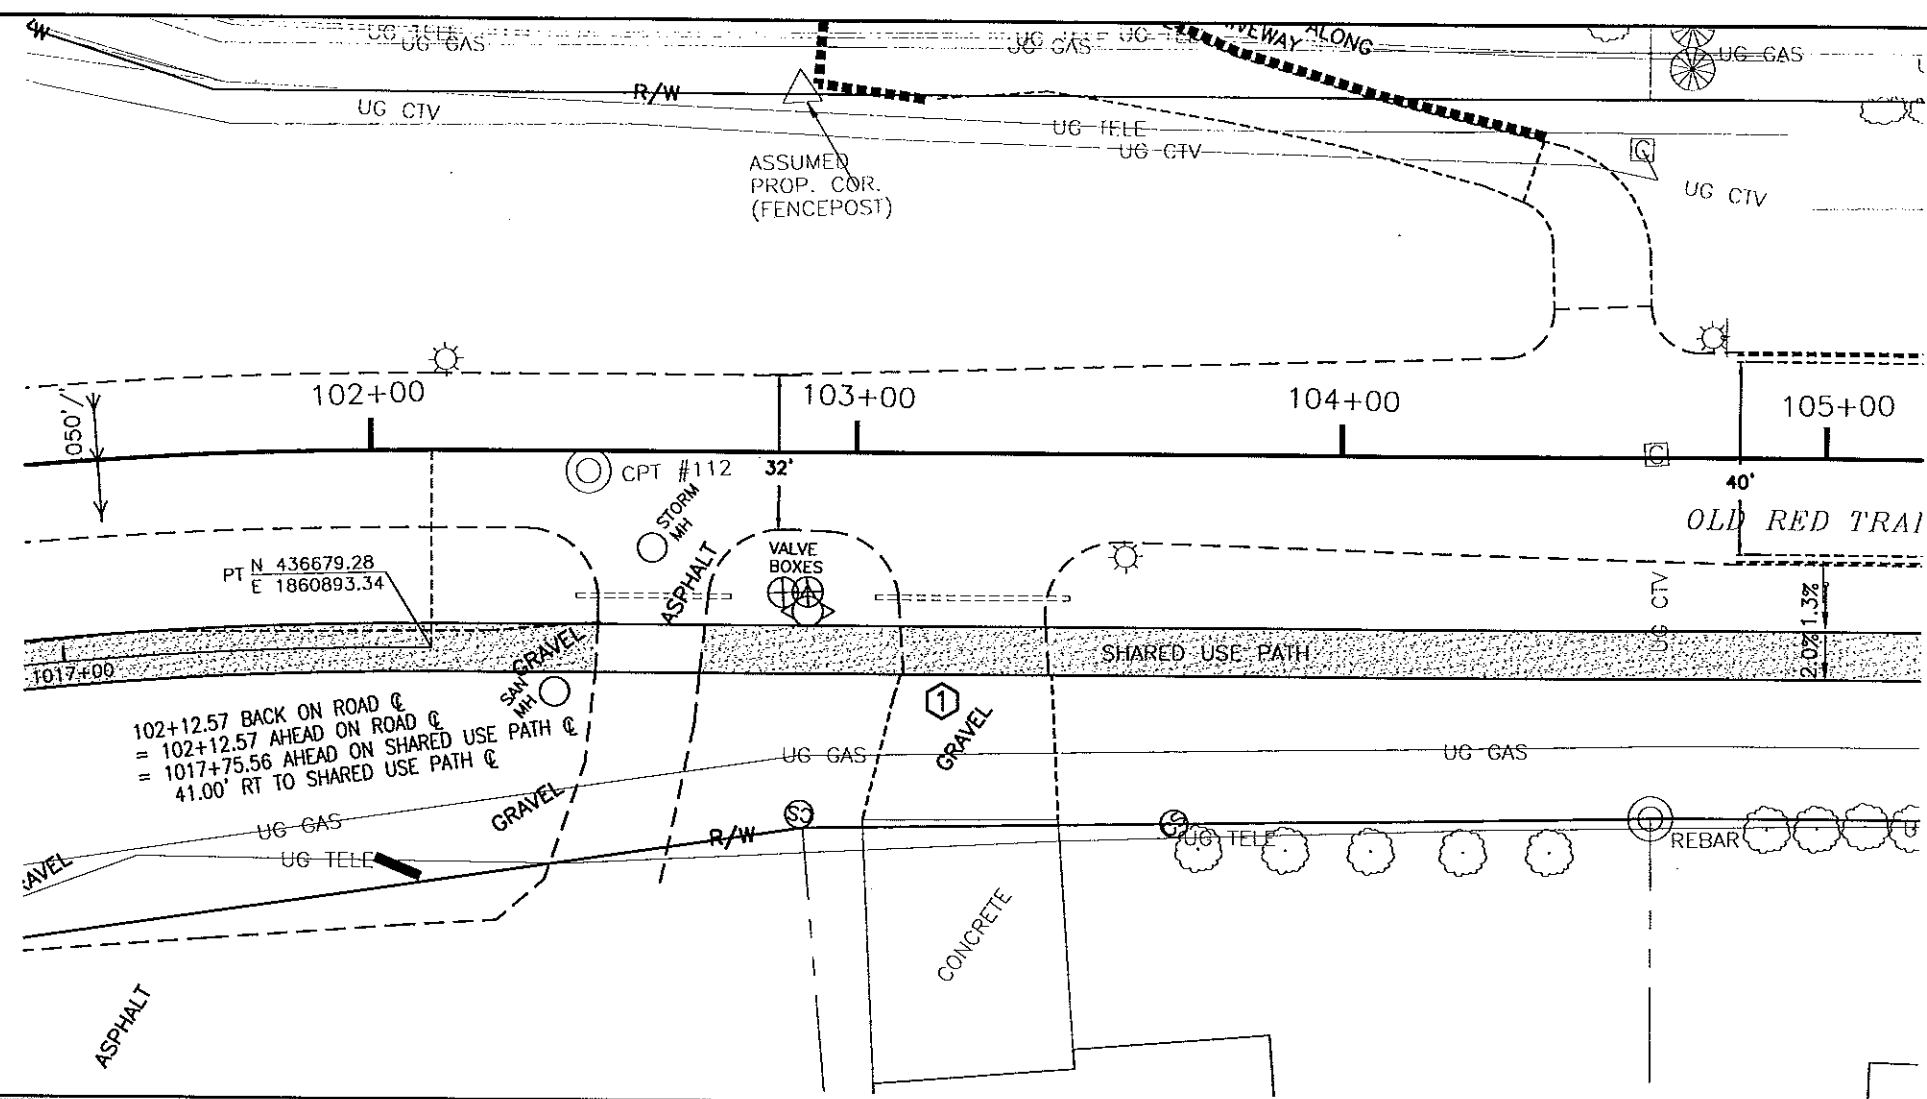 UG TELE
UG GAS
UG TELE
UG GAS
UG TELE
ALONG
UG GAS
R/W
UG CTV
UG TELE
UG CTV
C
UG CTV
ASSUMED
PROP. COR.
(FENCEPOST)
102+00
103+00
104+00
105+00
CPT #112
32'
C
40'
STORM
MH
OLD RED TRAI
VALVE
BOXES
ASPHALT
PT N 436679.28
E 1860893.34
UG CTV
1.3%
2.0%
SHARED USE PATH
GRAVEL
1017+00
SAN
MH
1
GRAVEL
102+12.57 BACK ON ROAD ℄
= 102+12.57 AHEAD ON ROAD ℄
= 1017+75.56 AHEAD ON SHARED USE PATH ℄
41.00' RT TO SHARED USE PATH ℄
UG GAS
UG GAS
GRAVEL
UG GAS
R/W
UG TELE
REBAR
UG TELE
CONCRETE
ASPHALT